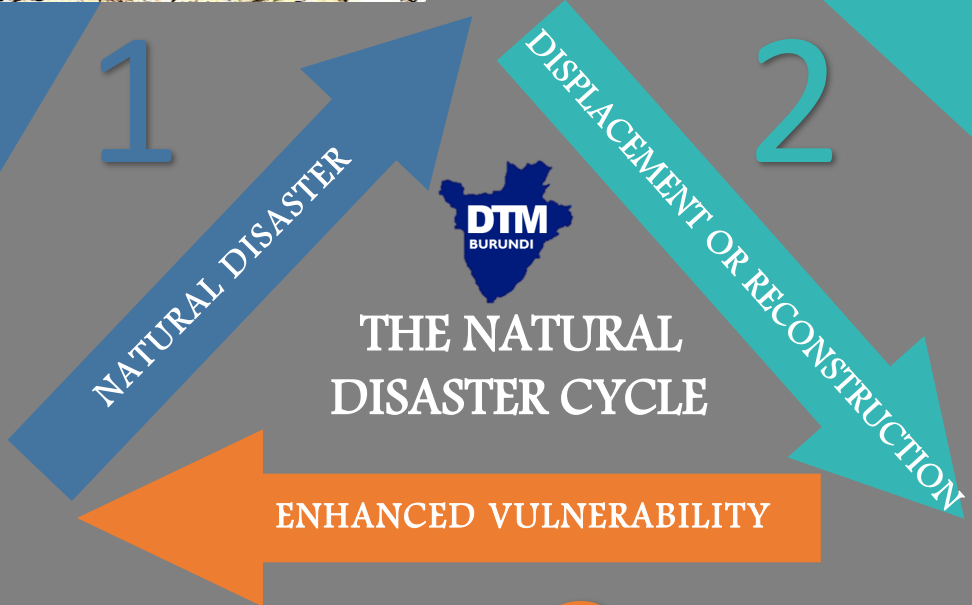 1
2
NATURAL DISASTER
DISPLACEMENT OR RECONSTRUCTION
DTM
BURUNDI
THE NATURAL
DISASTER CYCLE
ENHANCED VULNERABILITY